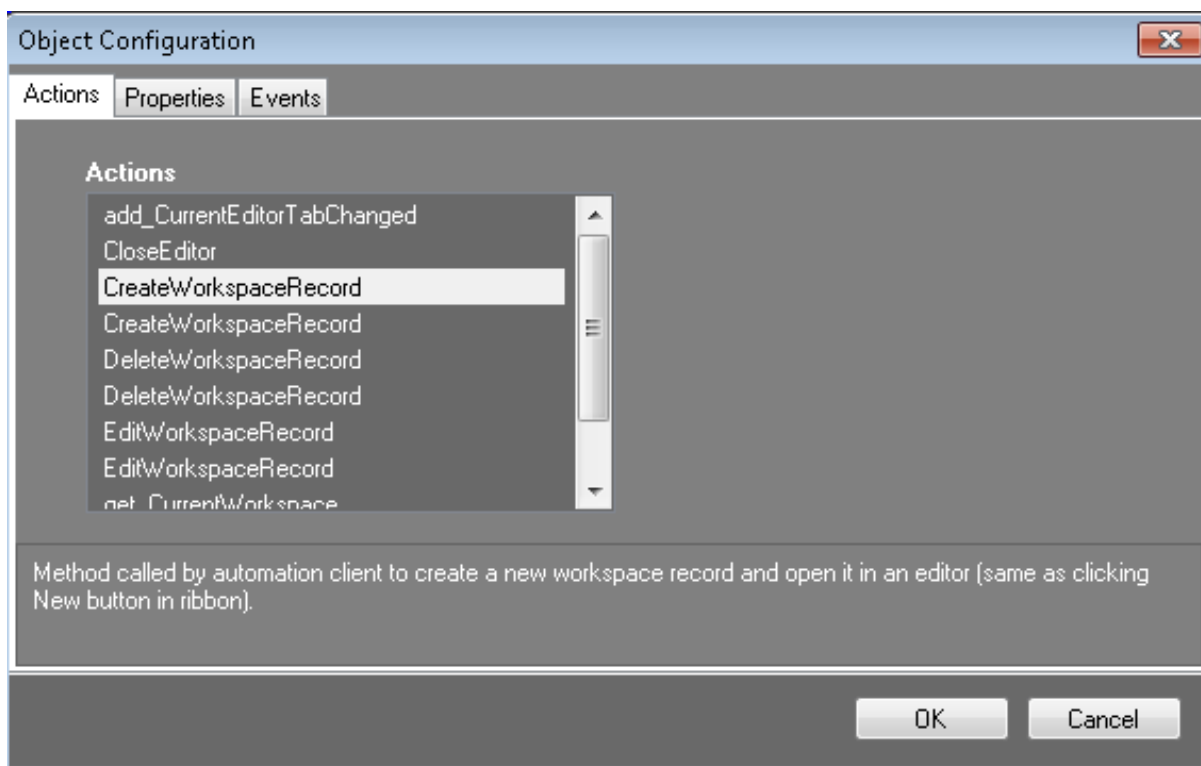 Object Configuration
Actions Properties Events
Actions
add_CurrentEditorTabChanged
CloseEditor
CreateWorkspaceRecord
CreateWorkspaceRecord
DeleteWorkspaceRecord
DeleteWorkspaceRecord
EditWorkspaceRecord
EditWorkspaceRecord
get_CurrentWorkspace
Method called by automation client to create a new workspace record and open it in an editor (same as clicking
New button in ribbon).
OK Cancel